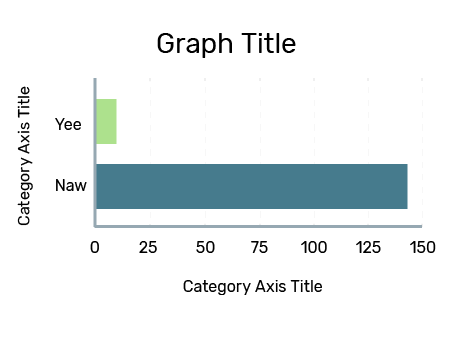 Graph Title
Category Axis Title
Yee
Naw
0 25 50 75 100 125 150
Category Axis Title